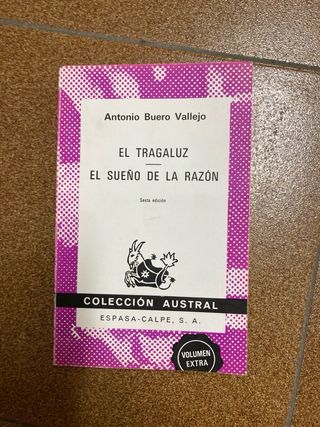 Antonio Buero Vallejo
EL TRAGALUZ
EL SUEÑO DE LA RAZÓN
Sexta edición
COLECCIÓN AUSTRAL
ESPASA-CALPE, S. A.
VOLUMEN
EXTRA